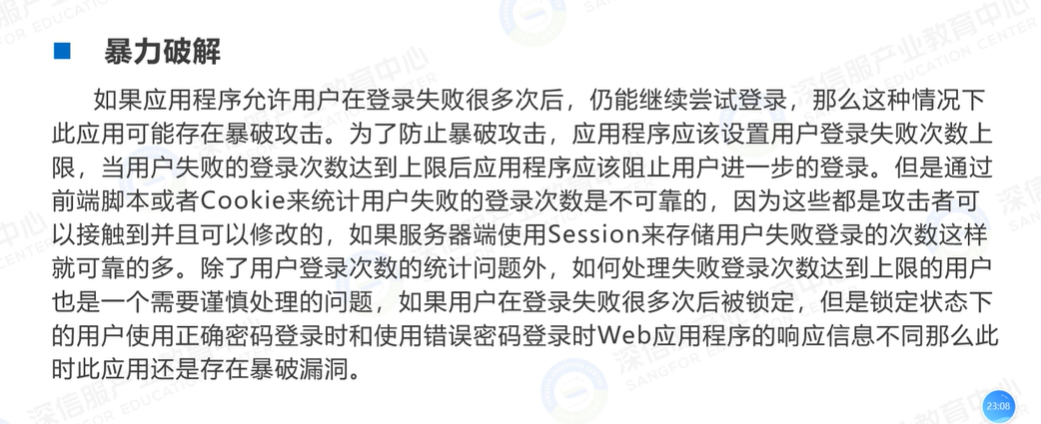 暴力破解
如果应用程序允许用户在登录失败很多次后，仍能继续尝试登录，那么这种情况下
此应用可能存在暴破攻击。为了防止暴破攻击，应用程序应该设置用户登录失败次数上
限，当用户失败的登录次数达到上限后应用程序应该阻止用户进一步的登录。但是通过
前端脚本或者Cookie来统计用户失败的登录次数是不可靠的，因为这些都是攻击者可
以接触到并且可以修改的，如果服务器端使用Session来存储用户失败登录的次数这样
就可靠的多。除了用户登录次数的统计问题外，如何处理失败登录次数达到上限的用户
也是一个需要谨慎处理的问题，如果用户在登录失败很多次后被锁定，但是锁定状态下
的用户使用正确密码登录时和使用错误密码登录时Web应用程序的响应信息不同那么此
时此应用还是存在暴破漏洞。
23:08
深信服产业教育中心
SANGFOR EDUCATION CENTER